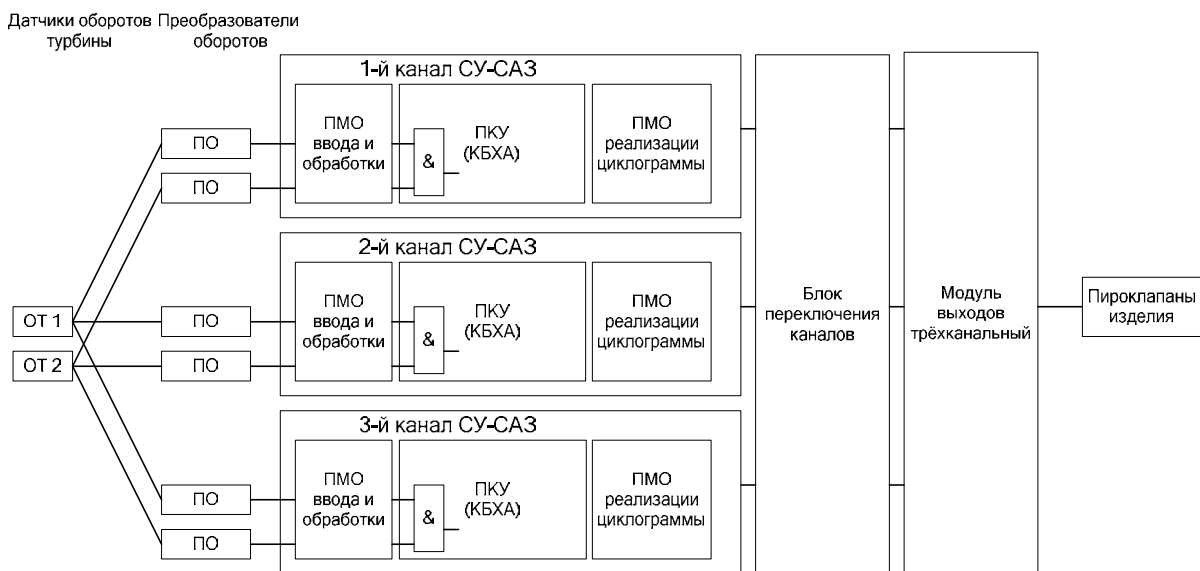 Датчики оборотов
турбины
Преобразователи
оборотов
1-й канал СУ-САЗ
ПО
ПО
ПМО
ввода и
обработки
&
ПКУ
(КБХА)
ПМО
реализации
циклограммы
2-й канал СУ-САЗ
ОТ 1
ОТ 2
ПО
ПО
ПМО
ввода и
обработки
&
ПКУ
(КБХА)
ПМО
реализации
циклограммы
3-й канал СУ-САЗ
ПО
ПО
ПМО
ввода и
обработки
&
ПКУ
(КБХА)
ПМО
реализации
циклограммы
Блок
переключения
каналов
Модуль
выходов
трёхканальный
Пироклапаны
изделия